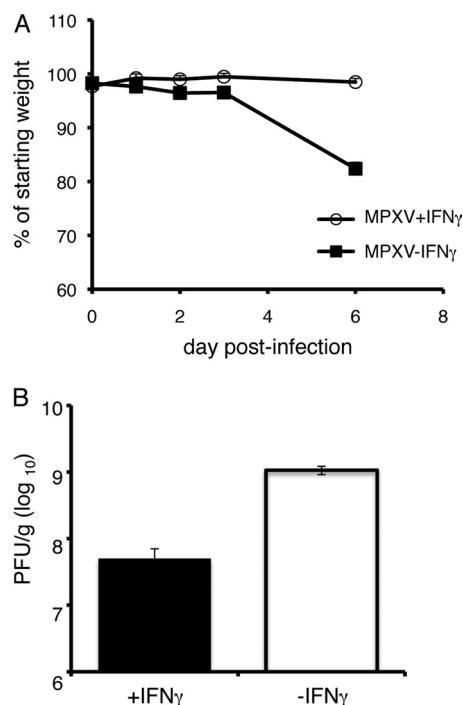 A
% of starting weight
110
100
90
80
70
60
0
2
4
6
8
MPXV+IFNγ
MPXV-IFNγ
day post-infection
B
PFU/g (log 10)
10
9
8
7
6
+IFNγ
-IFNγ